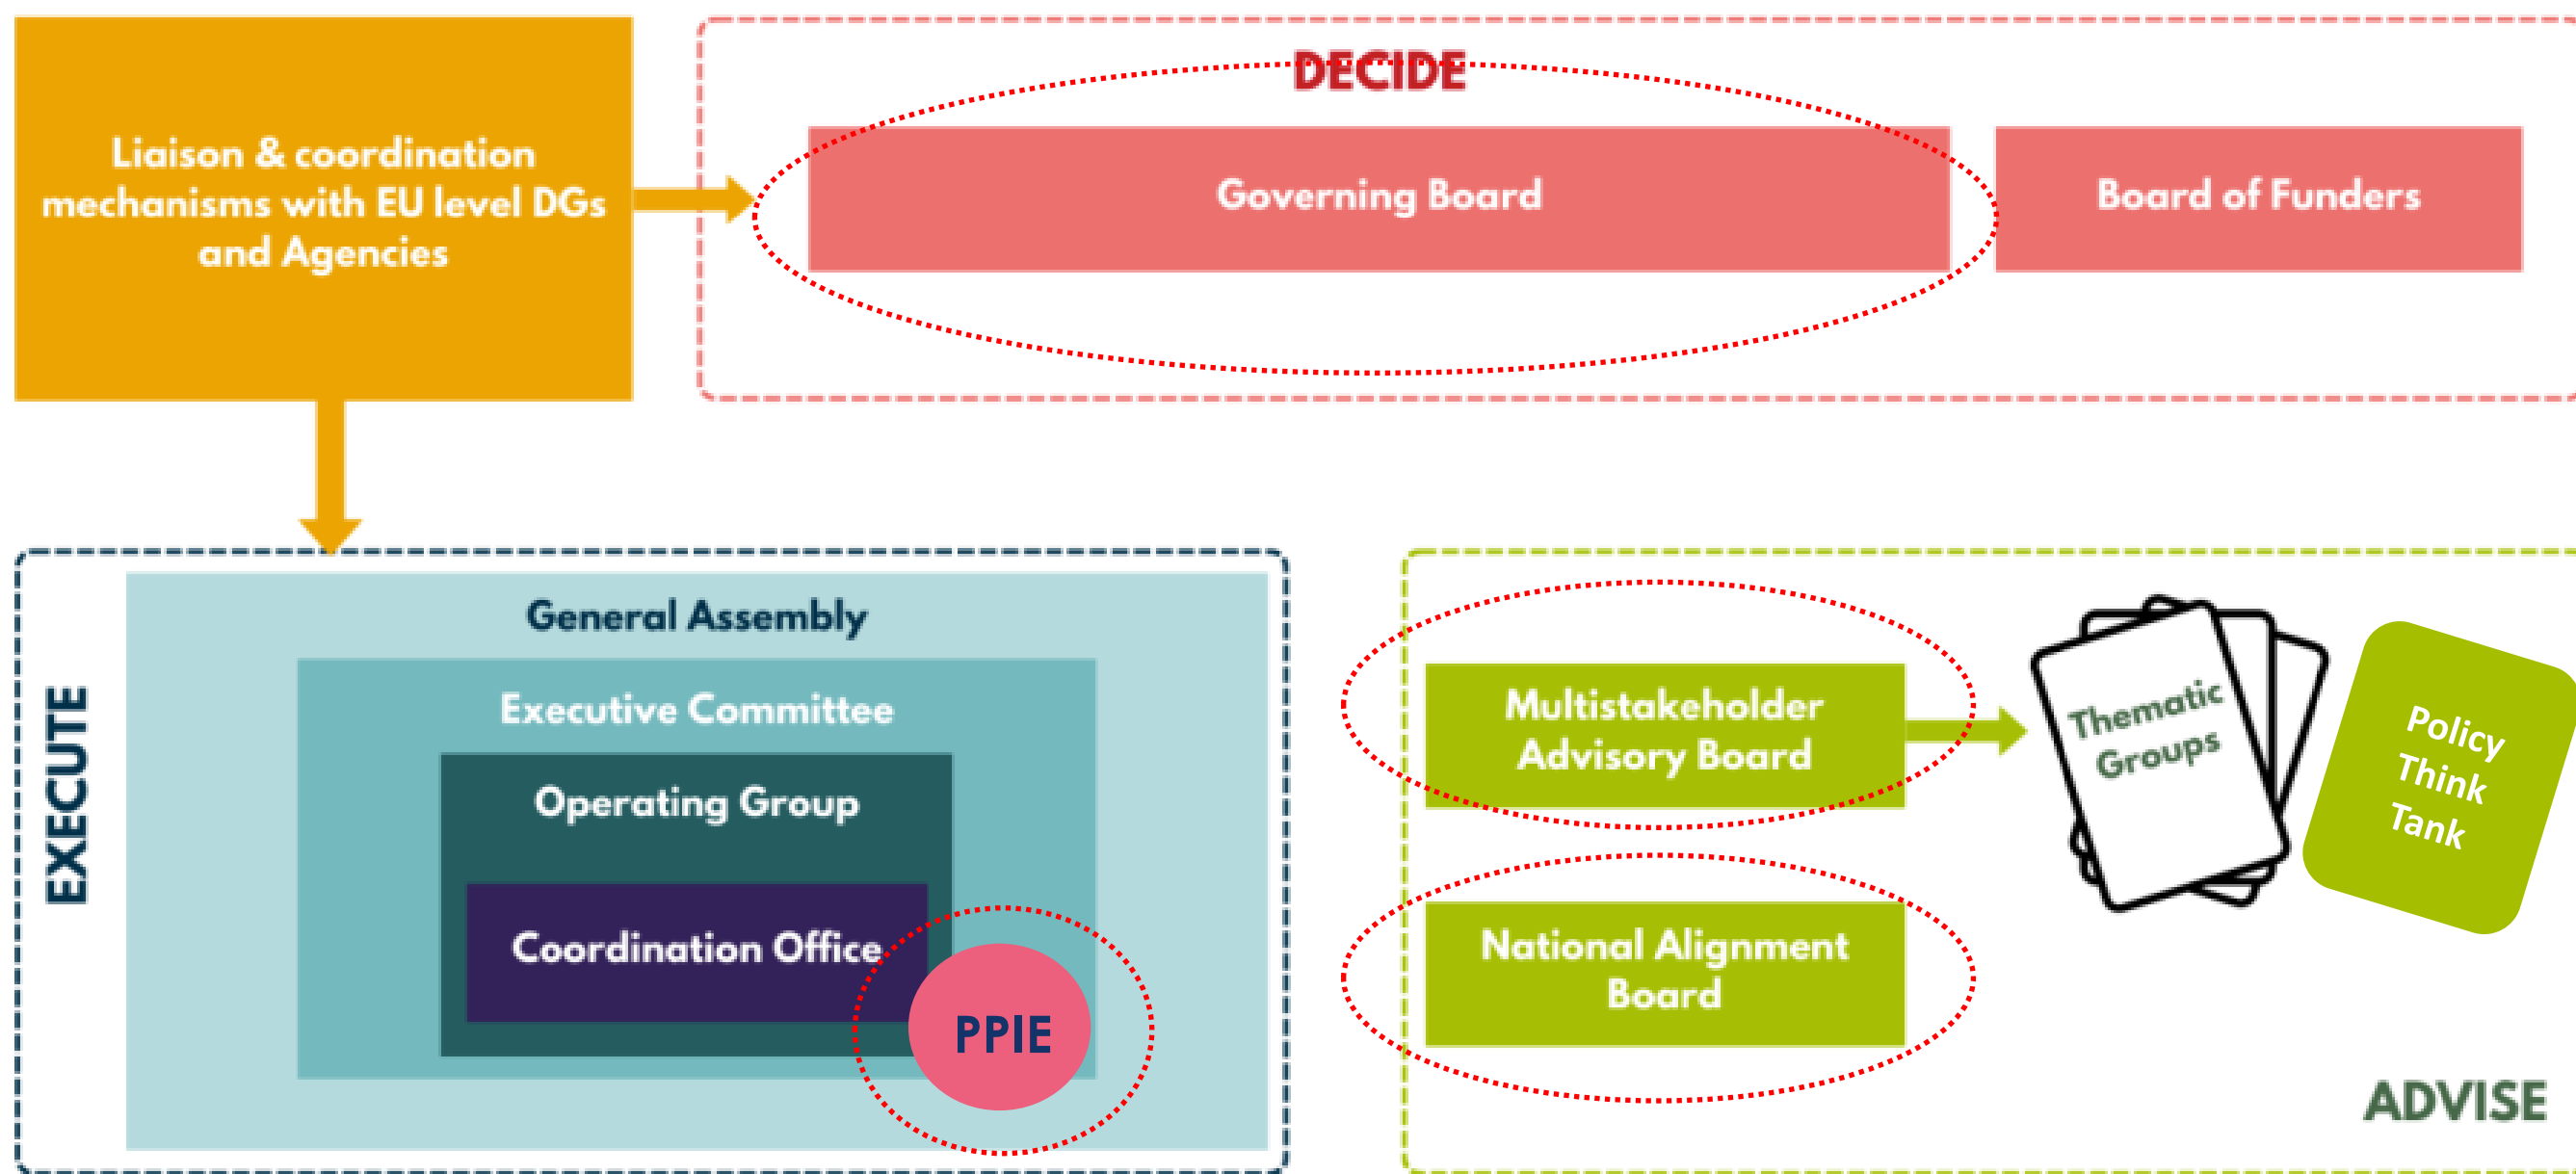 Liaison & coordination
mechanisms with EU level DGs
and Agencies
DECIDE
Governing Board
Board of Funders
EXECUTE
General Assembly
Executive Committee
Operating Group
Coordination Office
PPIE
Multistakeholder
Advisory Board
Thematic
Groups
Policy
Think
Tank
National Alignment
Board
ADVISE